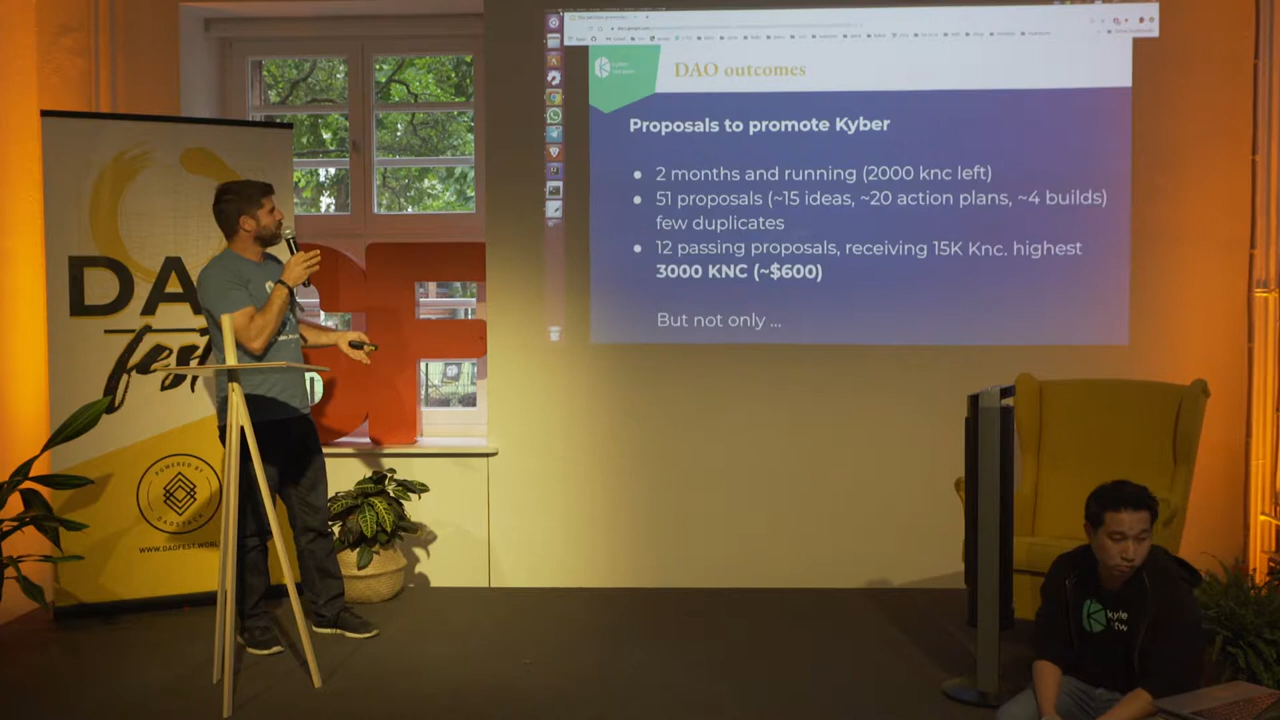 DAO outcomes
Proposals to promote Kyber
2 months and running (2000 knc left)
51 proposals (~15 ideas, ~20 action plans, ~4 builds)
few duplicates
12 passing proposals, receiving 15K Knc. highest
3000 KNC (~$600)
But not only ...
DA
fest
POWERED BY
DAOSTACK
WWW.DAOFEST.WORL
kybe